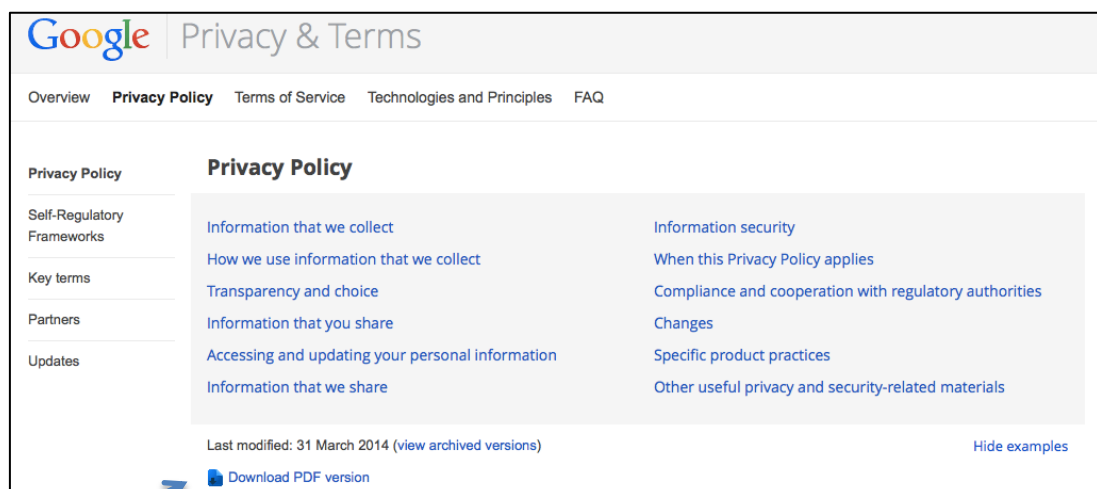 Google Privacy & Terms
Overview Privacy Policy Terms of Service Technologies and Principles FAQ
Privacy Policy
Self-Regulatory
Frameworks
Key terms
Partners
Updates
Privacy Policy
Information that we collect
How we use information that we collect
Transparency and choice
Information that you share
Accessing and updating your personal information
Information that we share
Information security
When this Privacy Policy applies
Compliance and cooperation with regulatory authorities
Changes
Specific product practices
Other useful privacy and security-related materials
Last modified: 31 March 2014 (view archived versions)
Hide examples
Download PDF version